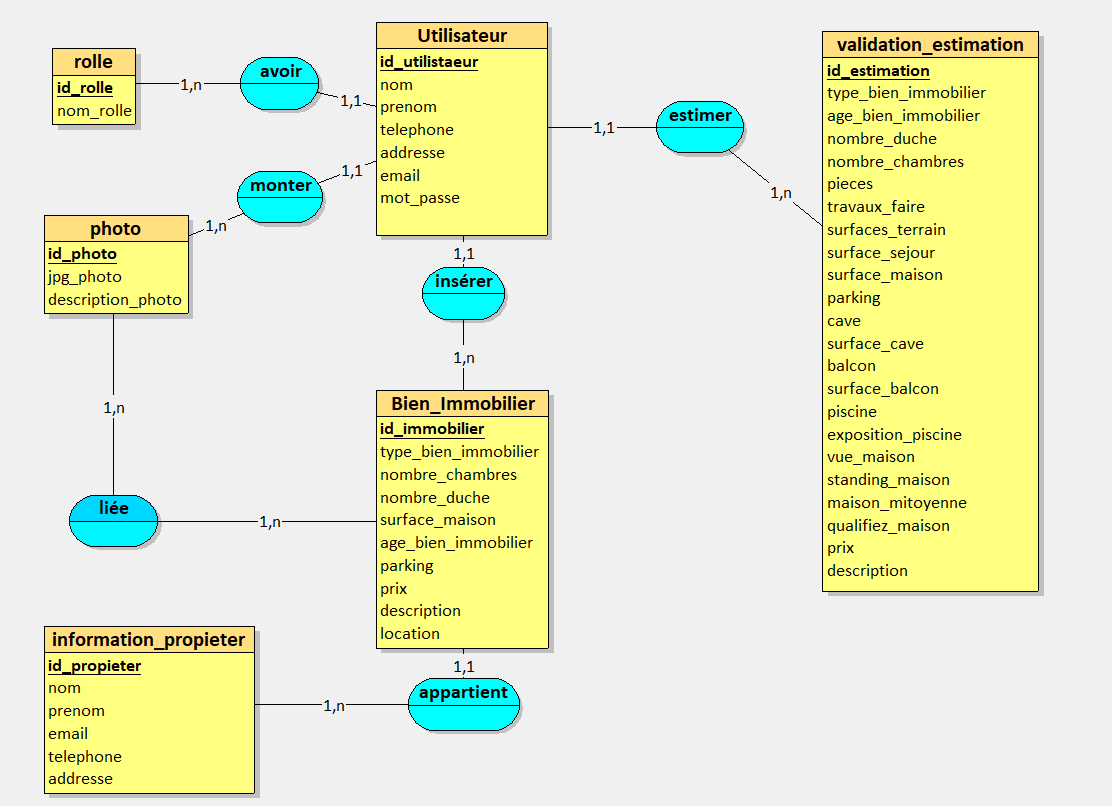 rolle
id_rolle
nom_rolle
1,n
avoir
1,1
Utilisateur
id_utilistaeur
nom
prenom
telephone
addresse
email
mot_passe
1,1
estimer
1,n
validation_estimation
id_estimation
type_bien_immobilier
age_bien_immobilier
nombre_duche
nombre_chambres
pieces
travaux_faire
surfaces_terrain
surface_sejour
surface_maison
parking
cave
surface_cave
balcon
surface_balcon
piscine
exposition_piscine
vue_maison
standing_maison
maison_mitoyenne
qualifiez_maison
prix
description
1,1
monter
1,n
photo
id_photo
jpg_photo
description_photo
1,1
insérer
1,n
1,n
liée
1,n
Bien_Immobilier
id_immobilier
type_bien_immobilier
nombre_chambres
nombre_duche
surface_maison
age_bien_immobilier
parking
prix
description
location
1,1
appartient
1,n
information_propieter
id_propieter
nom
prenom
email
telephone
addresse